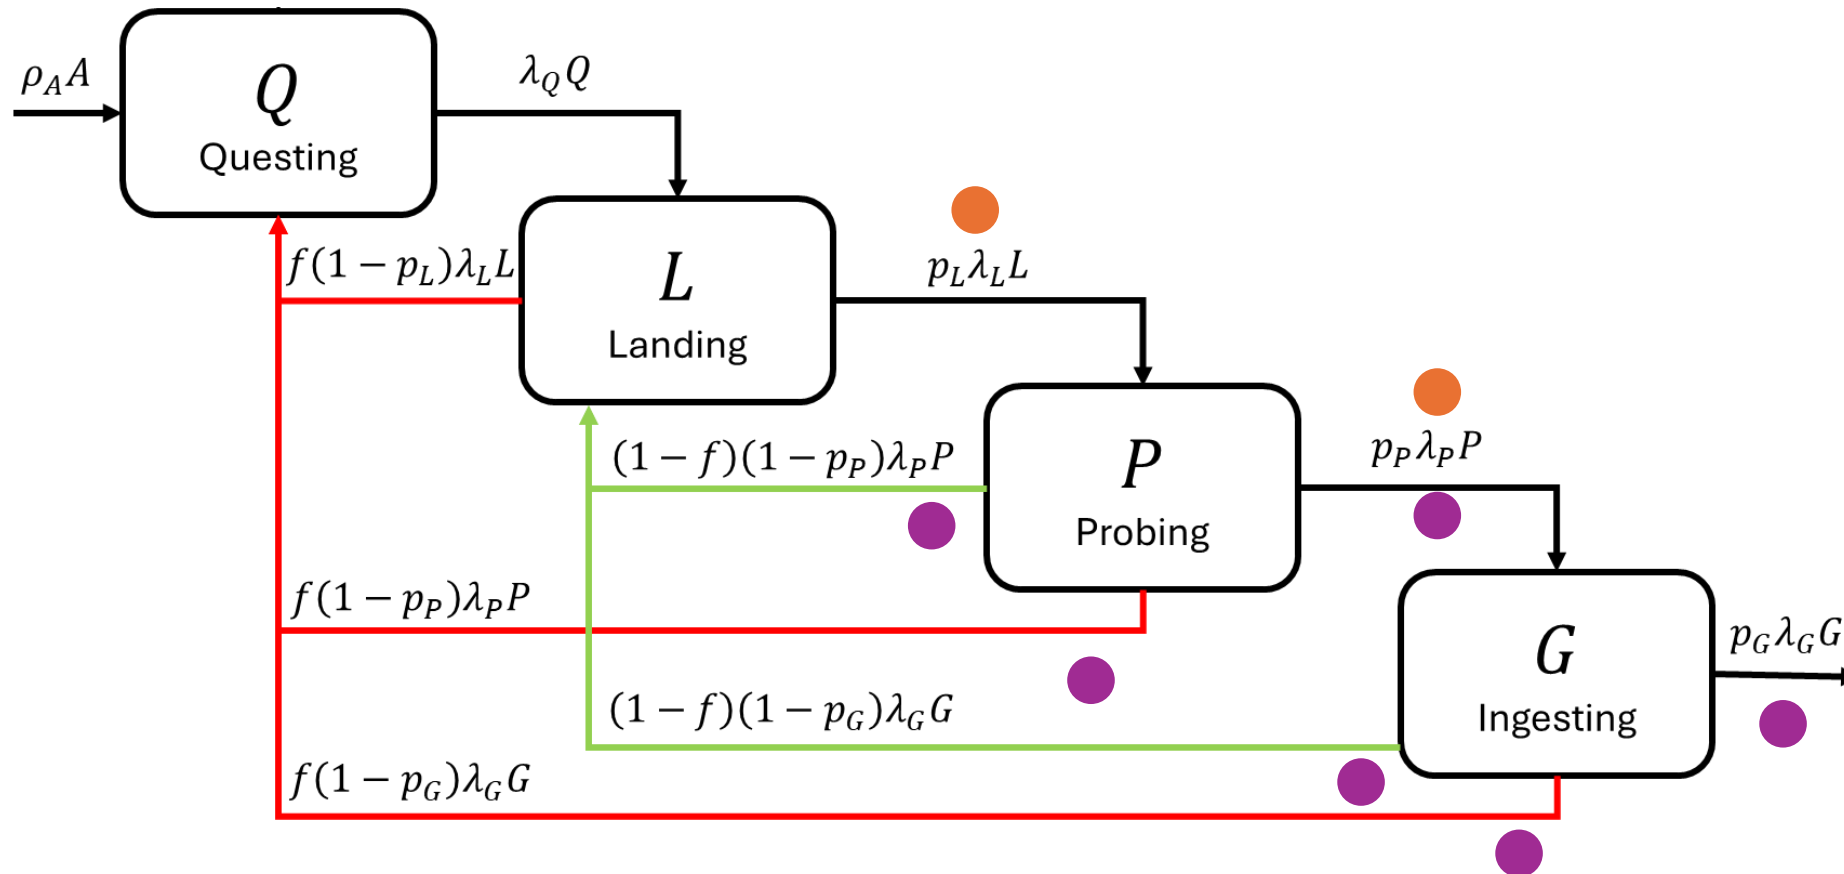 ρ_A A
Q
Questing
λ_Q Q
f(1 − p_L)λ_L L
L
Landing
p_L λ_L L
(1 − f)(1 − p_P)λ_P P
P
Probing
p_P λ_P P
f(1 − p_P)λ_P P
(1 − f)(1 − p_G)λ_G G
G
Ingesting
p_G λ_G G
f(1 − p_G)λ_G G